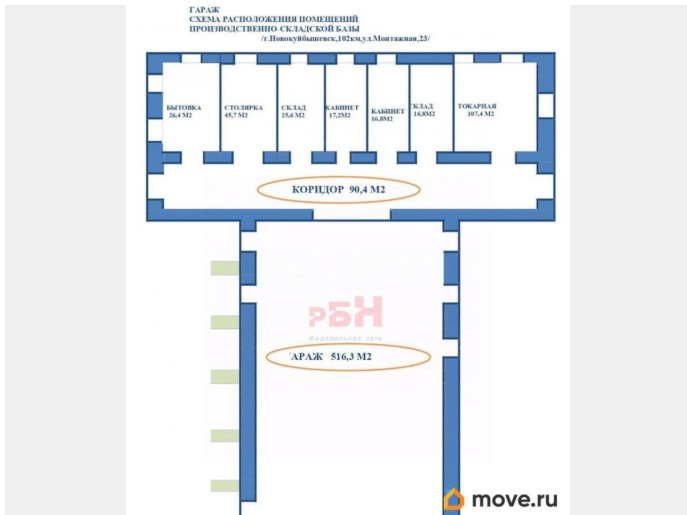 ГАРАЖ
СХЕМА РАСПОЛОЖЕНИЯ ПОМЕЩЕНИЙ
ПРОИЗВОДСТВЕННО-СКЛАДСКОЙ БАЗЫ
/г.Новокуйбышевск,102км,ул.Монтажная,23/
БЫТОВКА
26,4 М2
СТОЛЯРКА
45,7 М2
СКЛАД
25,6 М2
КАБИНЕТ
17,2М2
КАБИНЕТ
16,8М2
СКЛАД
16,8М2
ТОКАРНАЯ
107,4 М2
КОРИДОР 90,4 М2
РБН
Федеральная сеть
АРАЖ 516,3 М2
move.ru